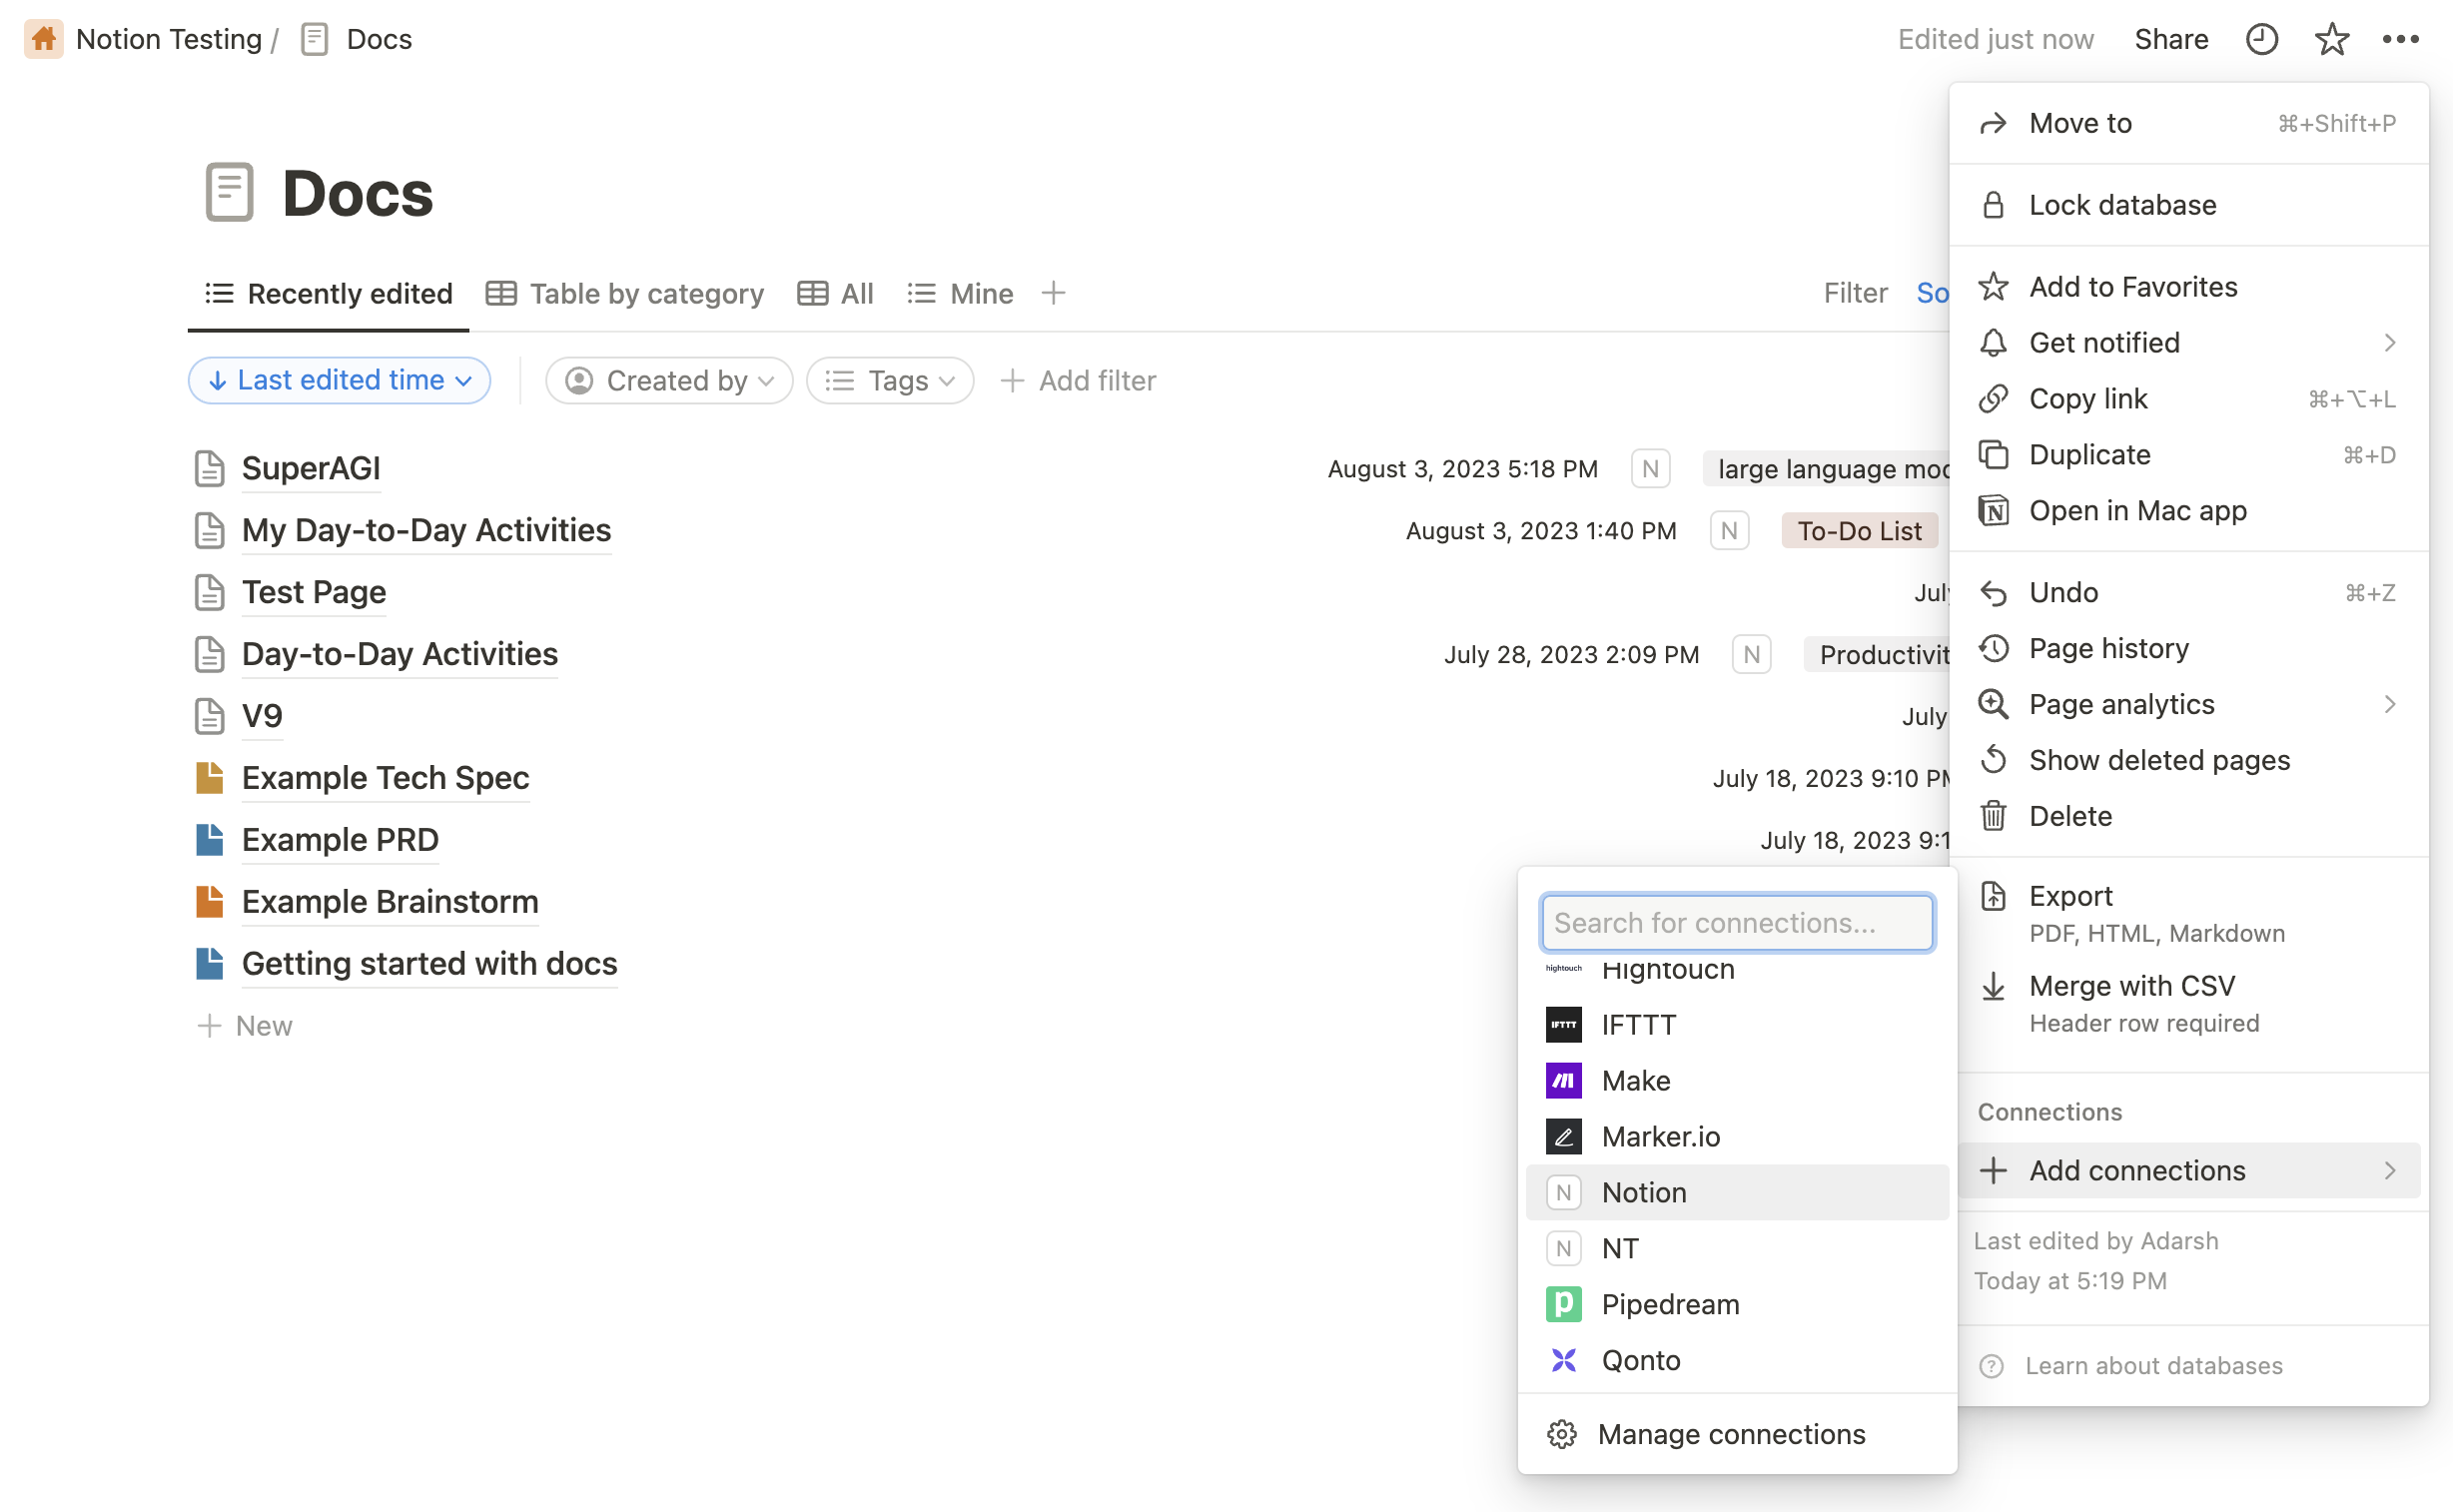 Notion Testing / Docs
Edited just now Share
Docs
Recently edited Table by category All Mine
Filter So
Last edited time Created by Tags Add filter
SuperAGI August 3, 2023 5:18 PM N large language mod
My Day-to-Day Activities August 3, 2023 1:40 PM N To-Do List
Test Page July
Day-to-Day Activities July 28, 2023 2:09 PM N Productivit
V9 July
Example Tech Spec July 18, 2023 9:10 PM
Example PRD July 18, 2023 9:1
Example Brainstorm
Getting started with docs
New
Move to ⌘+Shift+P
Lock database
Add to Favorites
Get notified
Copy link ⌘+⌥+L
Duplicate ⌘+D
Open in Mac app
Undo ⌘+Z
Page history
Page analytics
Show deleted pages
Delete
Export
PDF, HTML, Markdown
Merge with CSV
Header row required
Connections
Add connections
Last edited by Adarsh
Today at 5:19 PM
Learn about databases
Search for connections...
hightouch Hightouch
IFTTT IFTTT
Make
Marker.io
N Notion
N NT
p Pipedream
Qonto
Manage connections